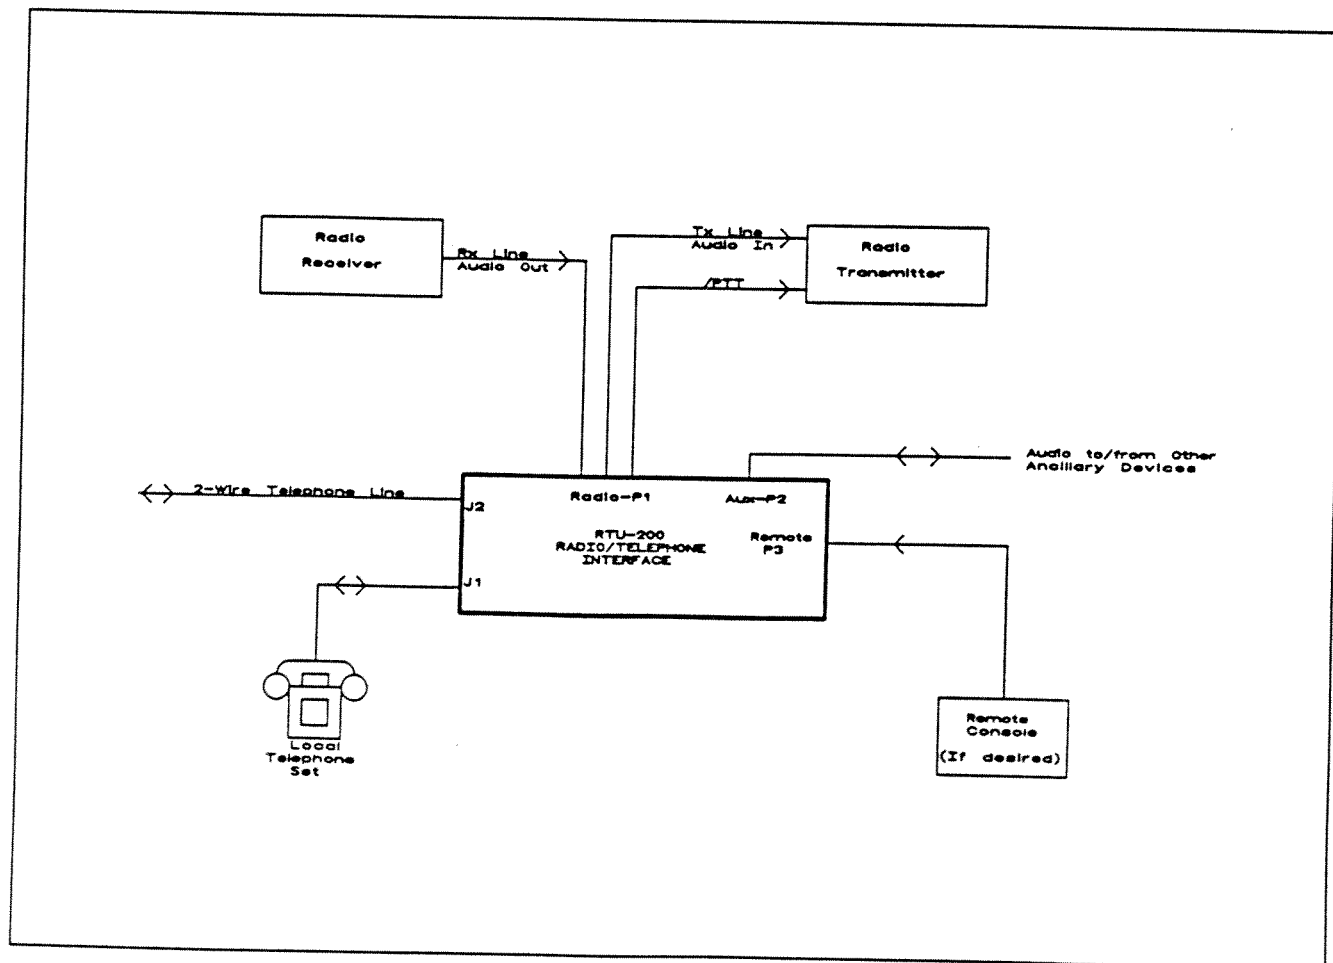 Radio
Receiver
Rx Line
Audio Out
Tx Line
Audio In
/PTT
Radio
Transmitter
Audio to/from Other
Ancillary Devices
2-Wire Telephone Line
J2
Radio-P1
Aux-P2
RTU-200
RADIO/TELEPHONE
INTERFACE
Remote
P3
J1
Local
Telephone
Set
Remote
Console
(If desired)